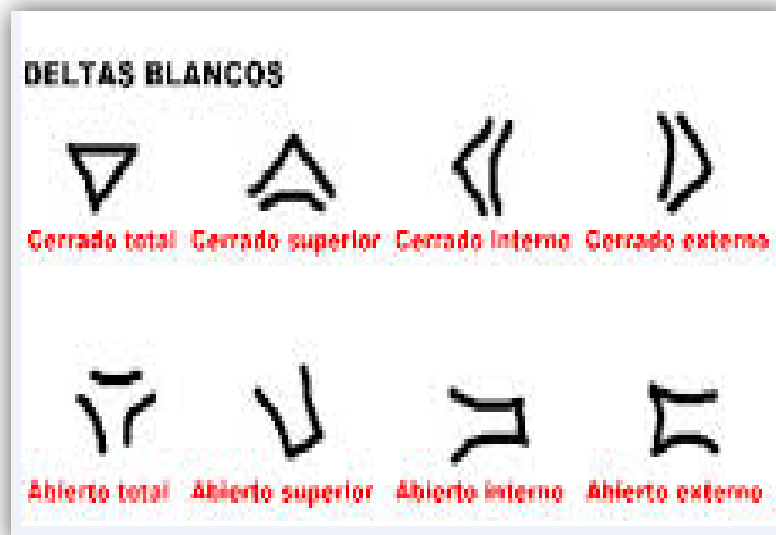 DELTAS BLANCOS
Cerrado total Cerrado superior Cerrado interno Cerrado externo
Abierto total Abierto superior Abierto interno Abierto externo